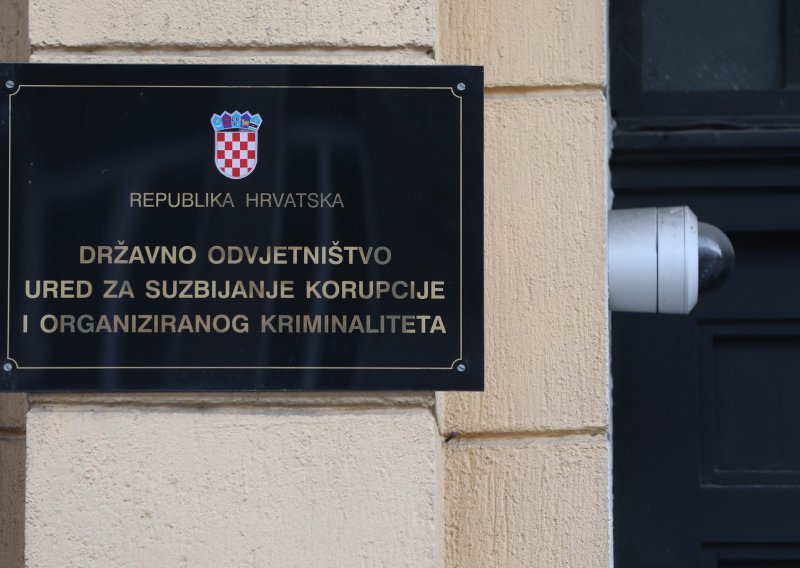 REPUBLIKA HRVATSKA
DRŽAVNO ODVJETNIŠTVO
URED ZA SUZBIJANJE KORUPCIJE
I ORGANIZIRANOG KRIMINALITETA